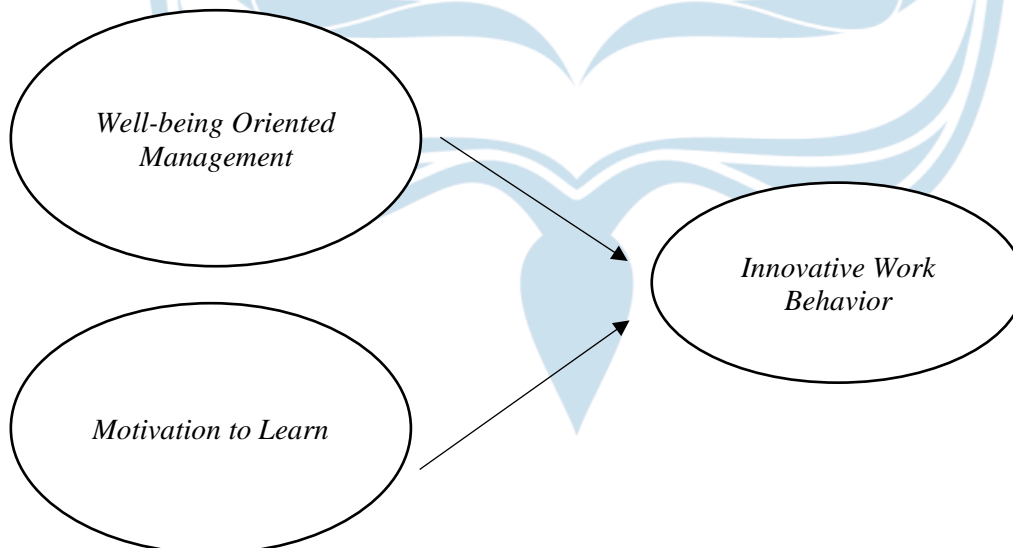 Well-being Oriented
Management
Innovative Work
Behavior
Motivation to Learn